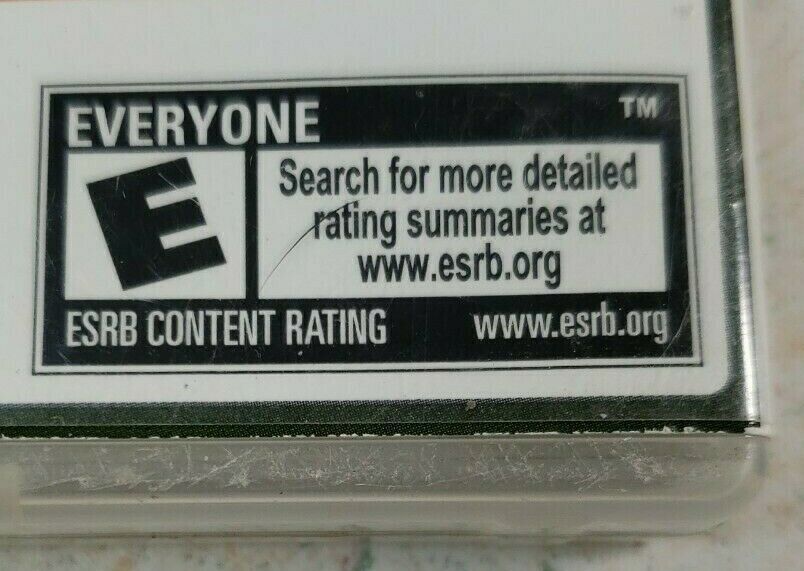 EVERYONE
TM
E
Search for more detailed
rating summaries at
www.esrb.org
ESRB CONTENT RATING
www.esrb.org